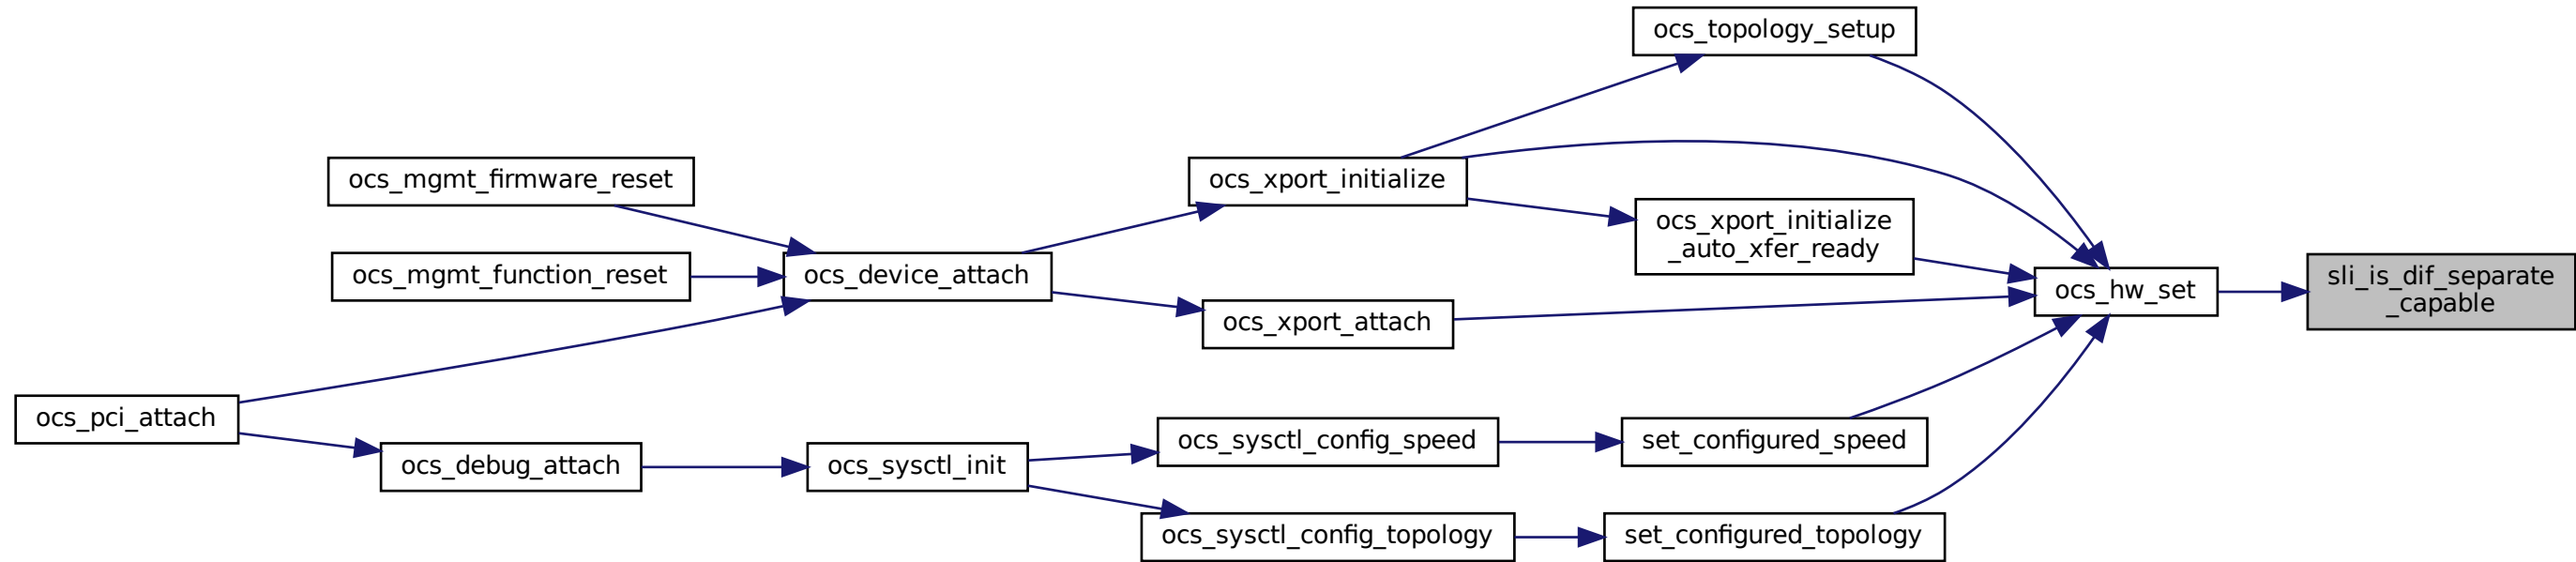 ocs_topology_setup
ocs_mgmt_firmware_reset
ocs_xport_initialize
ocs_xport_initialize
_auto_xfer_ready
ocs_mgmt_function_reset
ocs_device_attach
sli_is_dif_separate
_capable
ocs_hw_set
ocs_xport_attach
ocs_pci_attach
ocs_debug_attach
ocs_sysctl_init
ocs_sysctl_config_speed
set_configured_speed
ocs_sysctl_config_topology
set_configured_topology